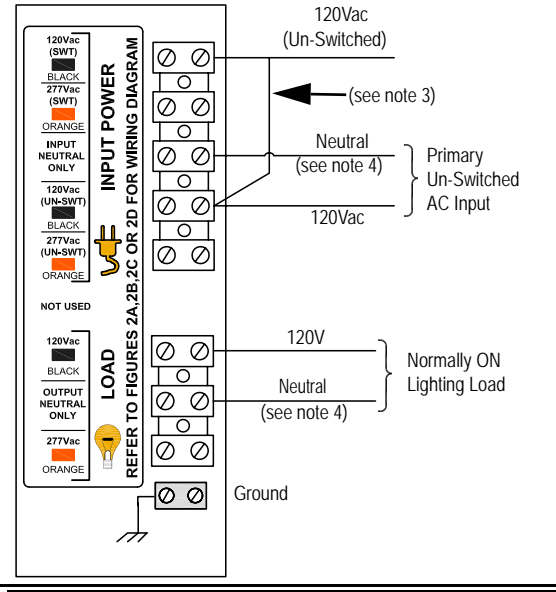 120Vac
(SWT)
BLACK
277Vac
(SWT)
ORANGE
INPUT
NEUTRAL
ONLY
120Vac
(UN-SWT)
BLACK
277Vac
(UN-SWT)
ORANGE
NOT USED
120Vac
BLACK
OUTPUT
NEUTRAL
ONLY
277Vac
ORANGE
INPUT POWER
LOAD
REFER TO FIGURES 2A,2B,2C OR 2D FOR WIRING DIAGRAM
120Vac
(Un-Switched)
(see note 3)
Neutral
(see note 4)
120Vac
Primary
Un-Switched
AC Input
120V
Neutral
(see note 4)
Normally ON
Lighting Load
Ground